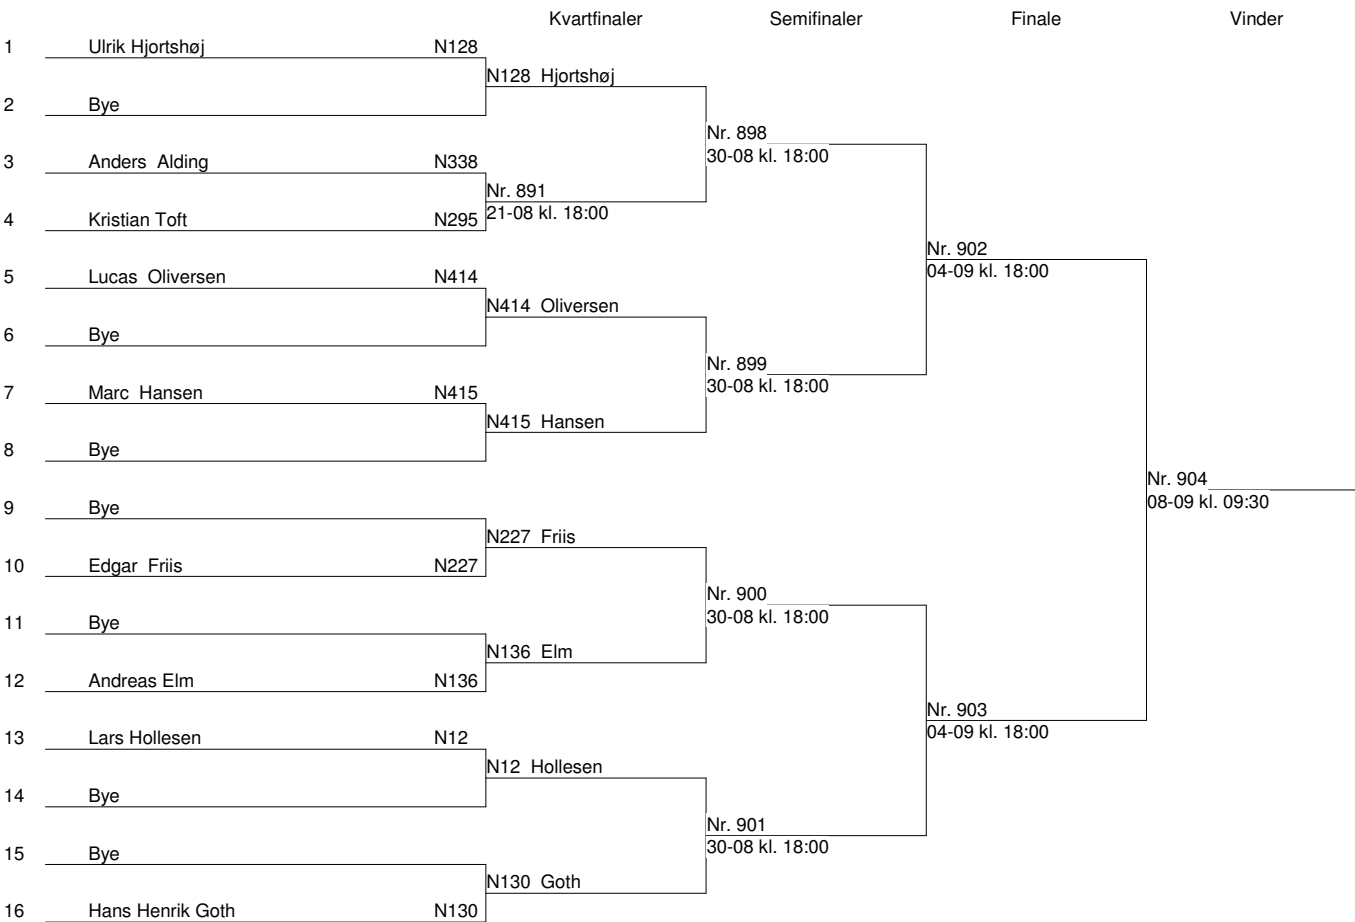 Kvartfinaler Semifinaler Finale Vinder
1 Ulrik Hjortshøj N128
N128 Hjortshøj
2 Bye
Nr. 898
30-08 kl. 18:00
3 Anders Alding N338
Nr. 891
21-08 kl. 18:00
4 Kristian Toft N295
Nr. 902
04-09 kl. 18:00
5 Lucas Oliversen N414
N414 Oliversen
6 Bye
Nr. 899
30-08 kl. 18:00
7 Marc Hansen N415
N415 Hansen
8 Bye
Nr. 904
08-09 kl. 09:30
9 Bye
N227 Friis
10 Edgar Friis N227
Nr. 900
30-08 kl. 18:00
11 Bye
N136 Elm
12 Andreas Elm N136
Nr. 903
04-09 kl. 18:00
13 Lars Hollesen N12
N12 Hollesen
14 Bye
Nr. 901
30-08 kl. 18:00
15 Bye
N130 Goth
16 Hans Henrik Goth N130